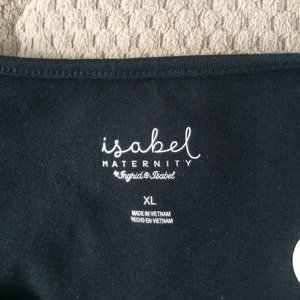 isabel
MATERNITY
by Ingrid & Isabel
XL
MADE IN VIETNAM
HECHO EN VIETNAM